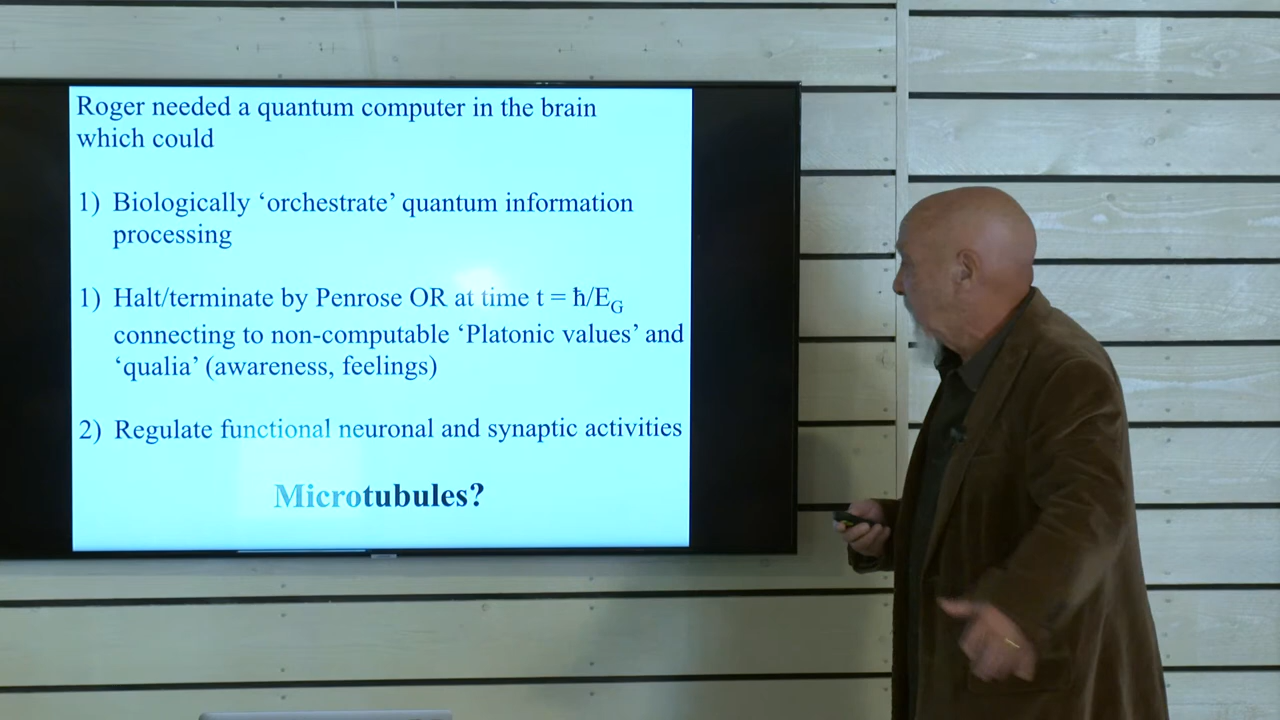 Roger needed a quantum computer in the brain
which could
1) Biologically ‘orchestrate’ quantum information
processing
1) Halt/terminate by Penrose OR at time t = ħ/E_G
connecting to non-computable ‘Platonic values’ and
‘qualia’ (awareness, feelings)
2) Regulate functional neuronal and synaptic activities
Microtubules?